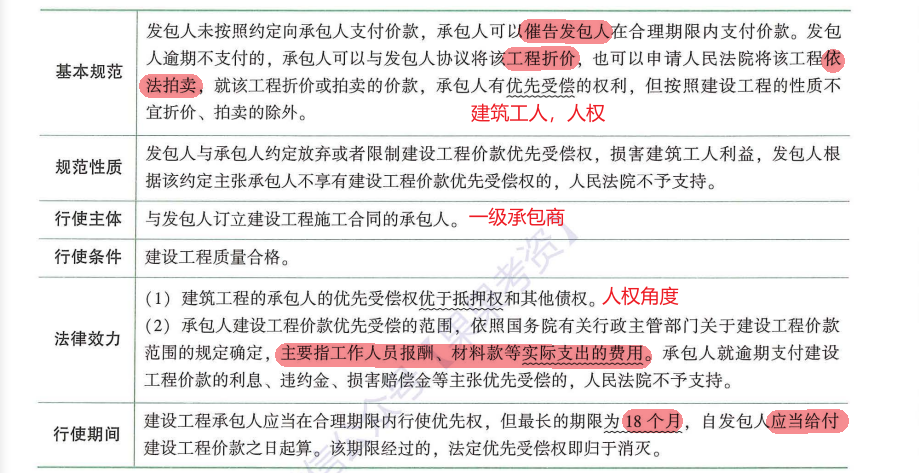 发包人未按照约定向承包人支付价款,承包人可以催告发包人在合理期限内支付价款。发包
人逾期不支付的,承包人可以与发包人协议将该工程折价,也可以申请人民法院将该工程依
基本规范
法拍卖,就该工程折价或拍卖的价款,承包人有优先受偿的权利,但按照建设工程的性质不
宜折价、拍卖的除外。
建筑工人,人权
发包人与承包人约定放弃或者限制建设工程价款优先受偿权,损害建筑工人利益,发包人根
规范性质
据该约定主张承包人不享有建设工程价款优先受偿权的,人民法院不予支持。
行使主体 与发包人订立建设工程施工合同的承包人。 一级承包商
行使条件 建设工程质量合格。
(1)建筑工程的承包人的优先受偿权优于抵押权和其他债权。 人权角度
(2)承包人建设工程价款优先受偿的范围,依照国务院有关行政主管部门关于建设工程价款
法律效力
范围的规定确定,主要指工作人员报酬、材料款等实际支出的费用。承包人就逾期支付建设
工程价款的利息、违约金、损害赔偿金等主张优先受偿的,人民法院不予支持。
建设工程承包人应当在合理期限内行使优先权,但最长的期限为 18 个月,自发包人应当给付
行使期间
建设工程价款之日起算。该期限经过的,法定优先受偿权即归于消灭。